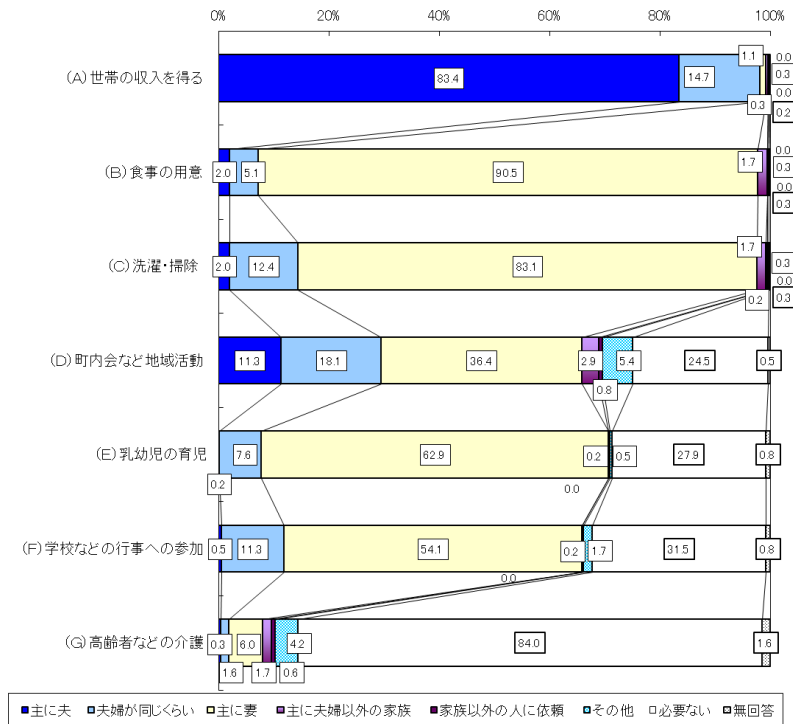 0% 20% 40% 60% 80% 100%
1.1 0.0
(A)世帯の収入を得る 83.4 14.7 0.3
0.0
0.3 0.2
0.0
(B)食事の用意 2.0 5.1 90.5 1.7 0.3
0.0
0.3
1.7
(C)洗濯・掃除 2.0 12.4 83.1 0.3
0.0
0.2 0.3
(D)町内会など地域活動 11.3 18.1 36.4 2.9 5.4 24.5 0.5
0.8
(E)乳幼児の育児 7.6 62.9 0.2 0.5 27.9 0.8
0.2 0.0
(F)学校などの行事への参加 0.5 11.3 54.1 0.2 1.7 31.5 0.8
0.0
(G)高齢者などの介護 0.3 6.0 4.2 84.0 1.6
1.6 1.7 0.6
主に夫 夫婦が同じくらい 主に妻 主に夫婦以外の家族 家族以外の人に依頼 その他 必要ない 無回答